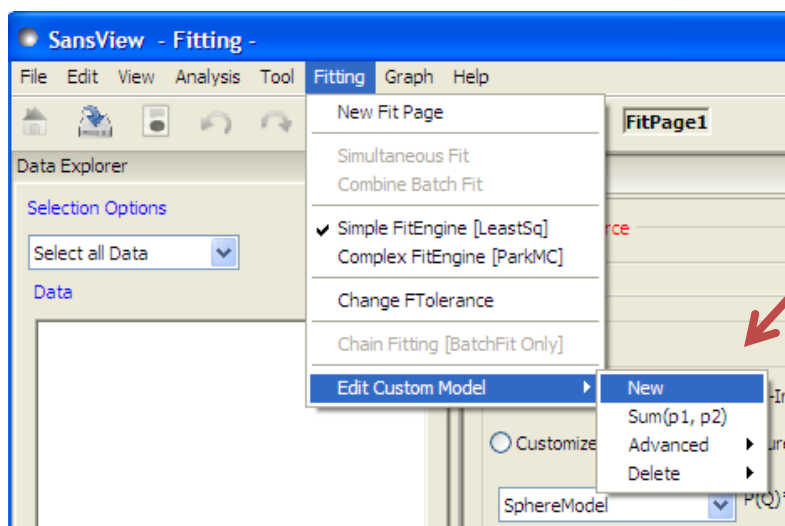 SansView - Fitting -
File Edit View Analysis Tool Fitting Graph Help
New Fit Page
FitPage1
Simultaneous Fit
Combine Batch Fit
Data Explorer
Selection Options
Select all Data
Data
Simple FitEngine [LeastSq]
Complex FitEngine [ParkMC]
Change FTolerance
Chain Fitting [BatchFit Only]
Edit Custom Model
New
Sum(p1, p2)
Advanced
Delete
Customize
SphereModel
P(Q)*